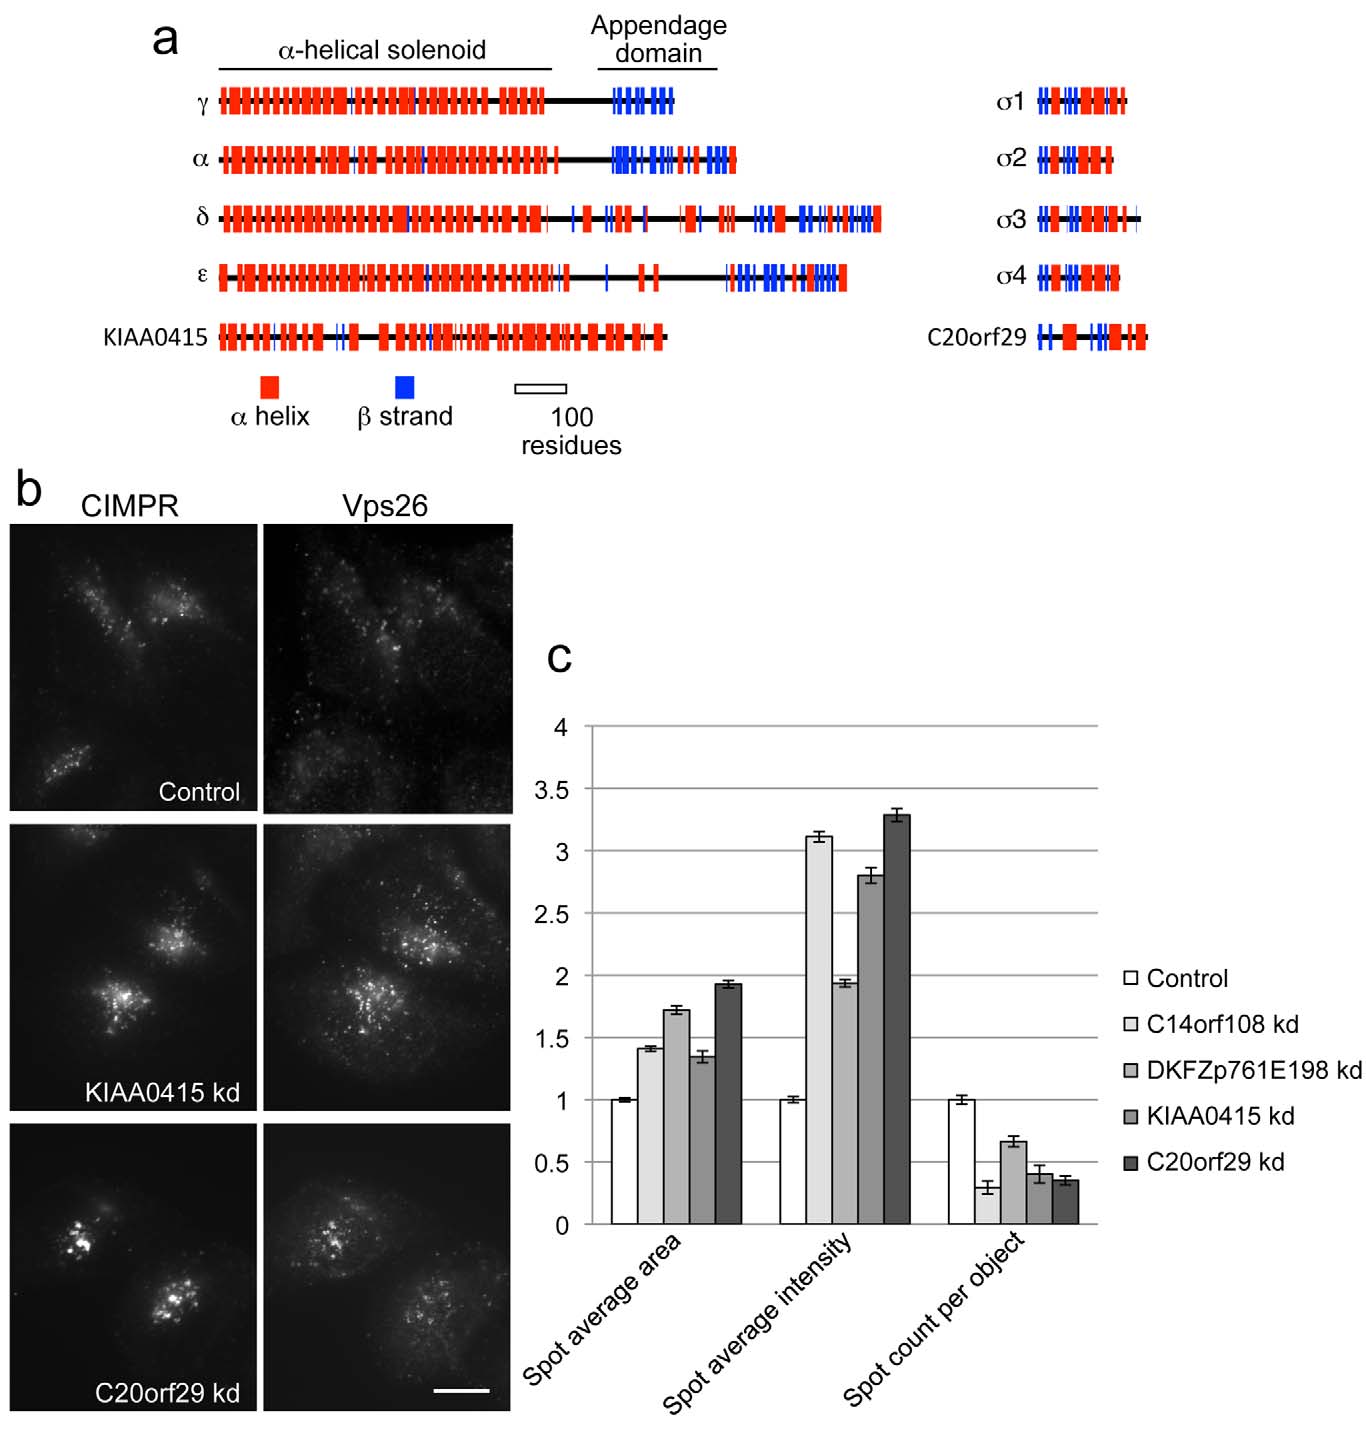 a
α-helical solenoid
Appendage
domain
γ
α
δ
ε
KIAA0415
σ1
σ2
σ3
σ4
C20orf29
α helix
β strand
100
residues
b
CIMPR
Vps26
Control
KIAA0415 kd
C20orf29 kd
c
4
3.5
3
2.5
2
1.5
1
0.5
0
Spot average area
Spot average intensity
Spot count per object
Control
C14orf108 kd
DKFZp761E198 kd
KIAA0415 kd
C20orf29 kd